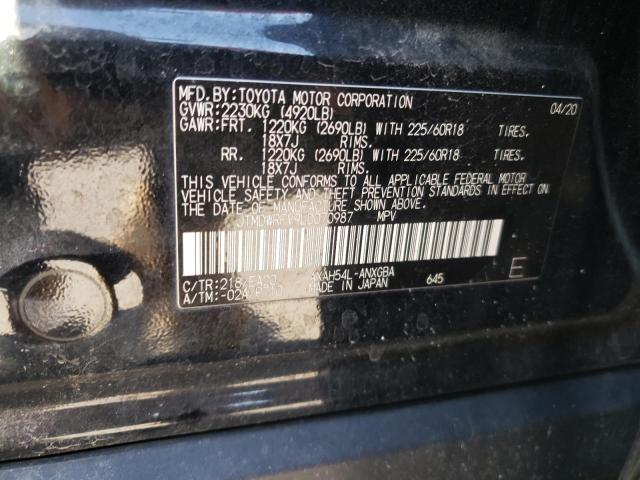 MFD.BY:TOYOTA MOTOR CORPORATION 04/20
GVWR:2230KG (4920LB)
GAWR:FRT. 1220KG (2690LB) WITH 225/60R18 TIRES.
18X7J RIMS.
RR. 1220KG (2690LB) WITH 225/60R18 TIRES.
18X7J RIMS.
THIS VEHICLE CONFORMS TO ALL APPLICABLE FEDERAL MOTOR
VEHICLE SAFETY AND THEFT PREVENTION STANDARDS IN EFFECT ON
THE DATE OF MANUFACTURE SHOWN ABOVE.
MPV
C/TR: AXAH54L-ANXGBA
A/TM: MADE IN JAPAN 645 E